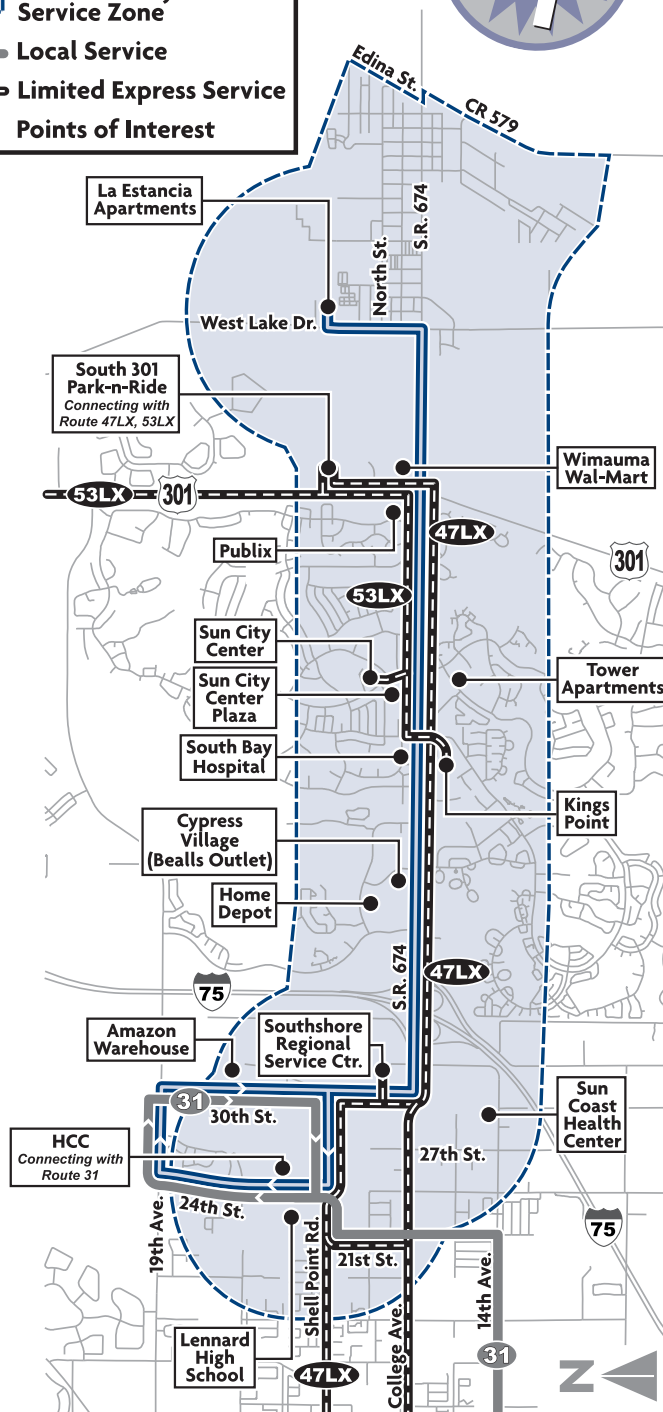 Service Zone
Local Service
Limited Express Service
Points of Interest
Edina St.
CR 579
La Estancia
Apartments
S.R. 674
North St.
West Lake Dr.
South 301
Park-n-Ride
Connecting with
Route 47LX, 53LX
Wimauma
Wal-Mart
53LX
301
47LX
Publix
301
53LX
Sun City
Center
Tower
Apartments
Sun City
Center
Plaza
South Bay
Hospital
Kings
Point
Cypress
Village
(Bealls Outlet)
Home
Depot
S.R. 674
47LX
75
Amazon
Warehouse
Southshore
Regional
Service Ctr.
31
30th St.
Sun
Coast
Health
Center
HCC
Connecting with
Route 31
27th St.
24th St.
19th Ave.
75
Shell Point Rd.
21st St.
14th Ave.
College Ave.
Lennard
High
School
47LX
31
N